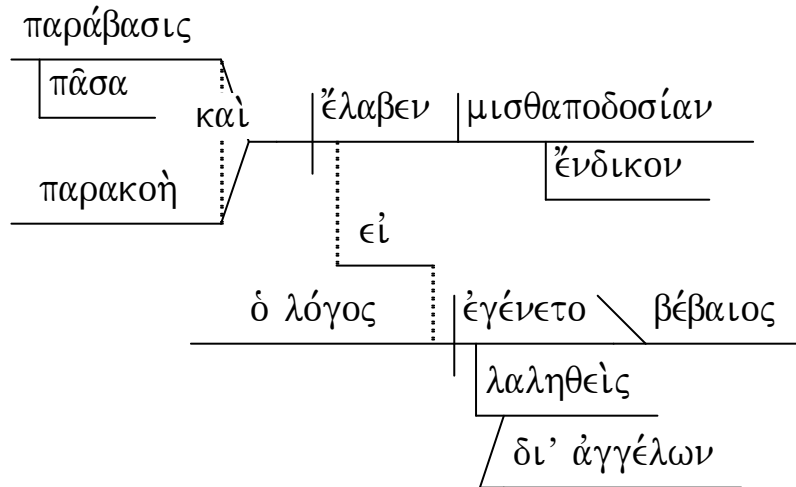 παράβασις
πᾶσα
καὶ ἔλαβεν μισθαποδοσίαν
παρακοὴ ἔνδικον
εἰ
ὁ λόγος ἐγένετο βέβαιος
λαληθεὶς
δι’ ἀγγέλων